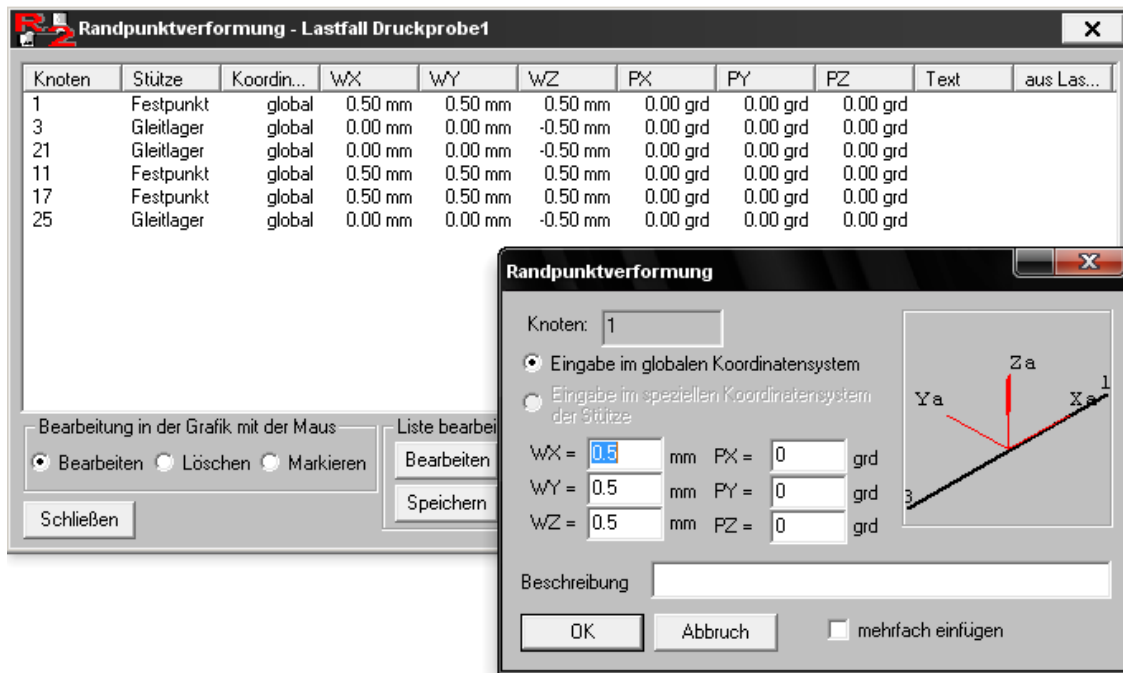 R2 Randpunktverformung - Lastfall Druckprobe1
Knoten Stütze Koordin... WX WY WZ PX PY PZ Text aus Las...
1 Festpunkt global 0.50 mm 0.50 mm 0.50 mm 0.00 grd 0.00 grd 0.00 grd
3 Gleitlager global 0.00 mm 0.00 mm -0.50 mm 0.00 grd 0.00 grd 0.00 grd
21 Gleitlager global 0.00 mm 0.00 mm -0.50 mm 0.00 grd 0.00 grd 0.00 grd
11 Festpunkt global 0.50 mm 0.50 mm 0.50 mm 0.00 grd 0.00 grd 0.00 grd
17 Festpunkt global 0.50 mm 0.50 mm 0.50 mm 0.00 grd 0.00 grd 0.00 grd
25 Gleitlager global 0.00 mm 0.00 mm -0.50 mm 0.00 grd 0.00 grd 0.00 grd
Bearbeitung in der Grafik mit der Maus
Bearbeiten Löschen Markieren
Schließen
Liste bearbei
Bearbeiten
Speichern
Randpunktverformung
Knoten: 1
Eingabe im globalen Koordinatensystem
Eingabe im speziellen Koordinatensystem
der Stütze
WX = 0.5 mm PX = 0 grd
WY = 0.5 mm PY = 0 grd
WZ = 0.5 mm PZ = 0 grd
Za
Ya Xa 1
3
Beschreibung
OK Abbruch mehrfach einfügen